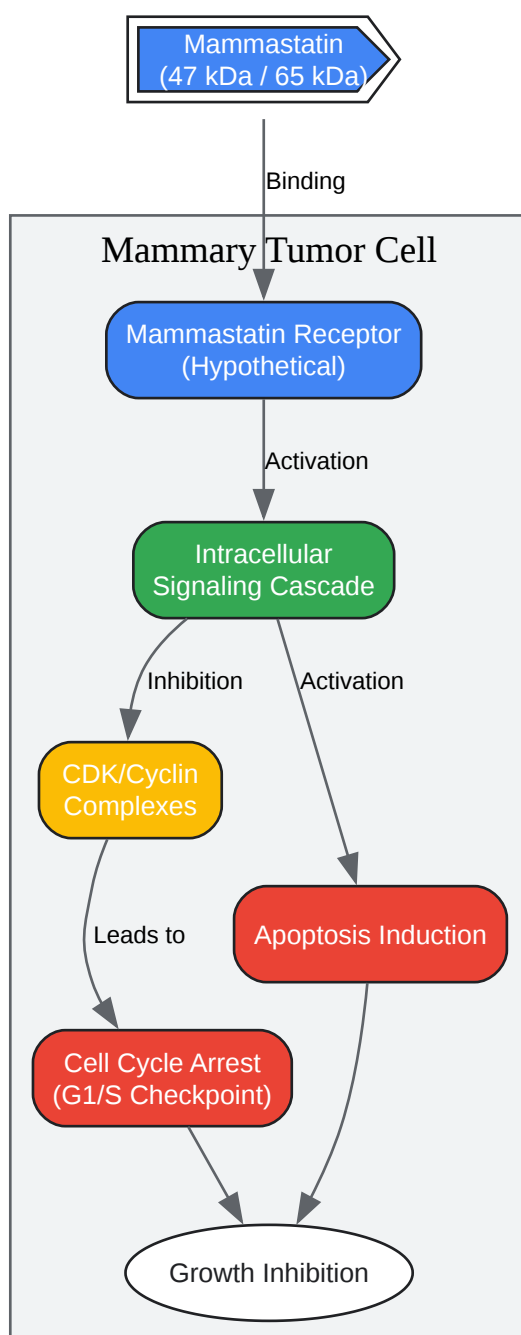 Mammastatin
(47 kDa / 65 kDa)
Binding
Mammary Tumor Cell
Mammastatin Receptor
(Hypothetical)
Activation
Intracellular
Signaling Cascade
Inhibition
Activation
CDK/Cyclin
Complexes
Leads to
Apoptosis Induction
Cell Cycle Arrest
(G1/S Checkpoint)
Growth Inhibition